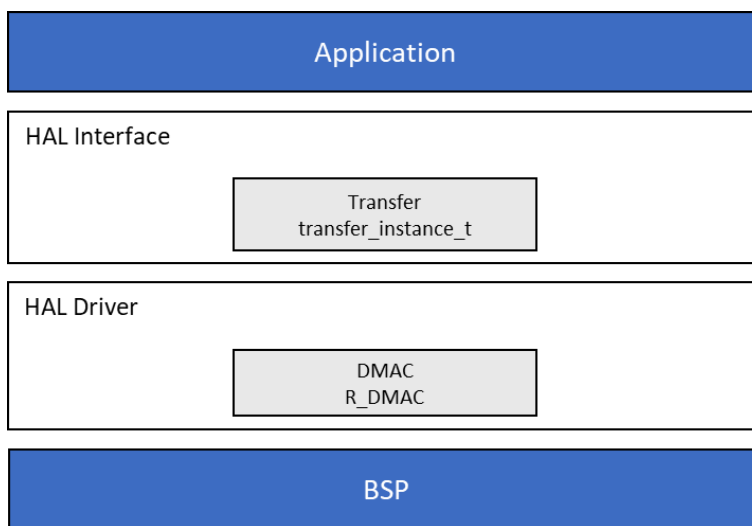 Application
HAL Interface
Transfer
transfer_instance_t
HAL Driver
DMAC
R_DMAC
BSP